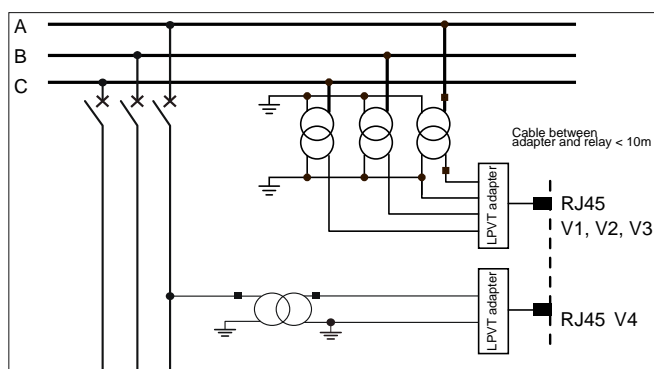 A
B
C
Cable between
adapter and relay < 10m
LPVT adapter
RJ45
V1, V2, V3
LPVT adapter
RJ45 V4